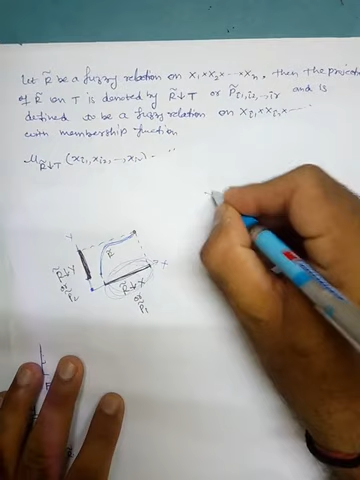 Let R̃ be a fuzzy relation on X₁×X₂×⋯×Xₙ. then the projection
of R̃ on T is denoted by R̃↓T or P̃ᵢ₁,ᵢ₂,..,ᵢᵣ and is
defined to be a fuzzy relation on Xᵢ₁×Xᵢ₂×⋯
with membership function
μ_R̃↓T (xᵢ₁, xᵢ₂, .., xᵢᵣ) =
Y
R̃
X
R̃↓Y
or
P̃₂
R̃↓X
or
P̃₁